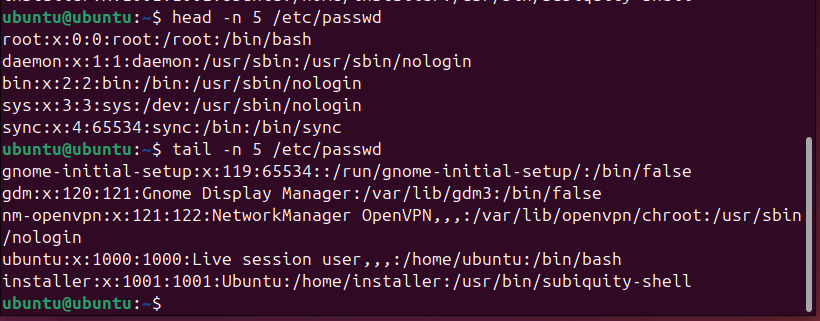 ubuntu@ubuntu:~$ head -n 5 /etc/passwd
root:x:0:0:root:/root:/bin/bash
daemon:x:1:1:daemon:/usr/sbin:/usr/sbin/nologin
bin:x:2:2:bin:/bin:/usr/sbin/nologin
sys:x:3:3:sys:/dev:/usr/sbin/nologin
sync:x:4:65534:sync:/bin:/bin/sync
ubuntu@ubuntu:~$ tail -n 5 /etc/passwd
gnome-initial-setup:x:119:65534::/run/gnome-initial-setup/:/bin/false
gdm:x:120:121:Gnome Display Manager:/var/lib/gdm3:/bin/false
nm-openvpn:x:121:122:NetworkManager OpenVPN,,,:/var/lib/openvpn/chroot:/usr/sbin
/nologin
ubuntu:x:1000:1000:Live session user,,,:/home/ubuntu:/bin/bash
installer:x:1001:1001:Ubuntu:/home/installer:/usr/bin/subiquity-shell
ubuntu@ubuntu:~$